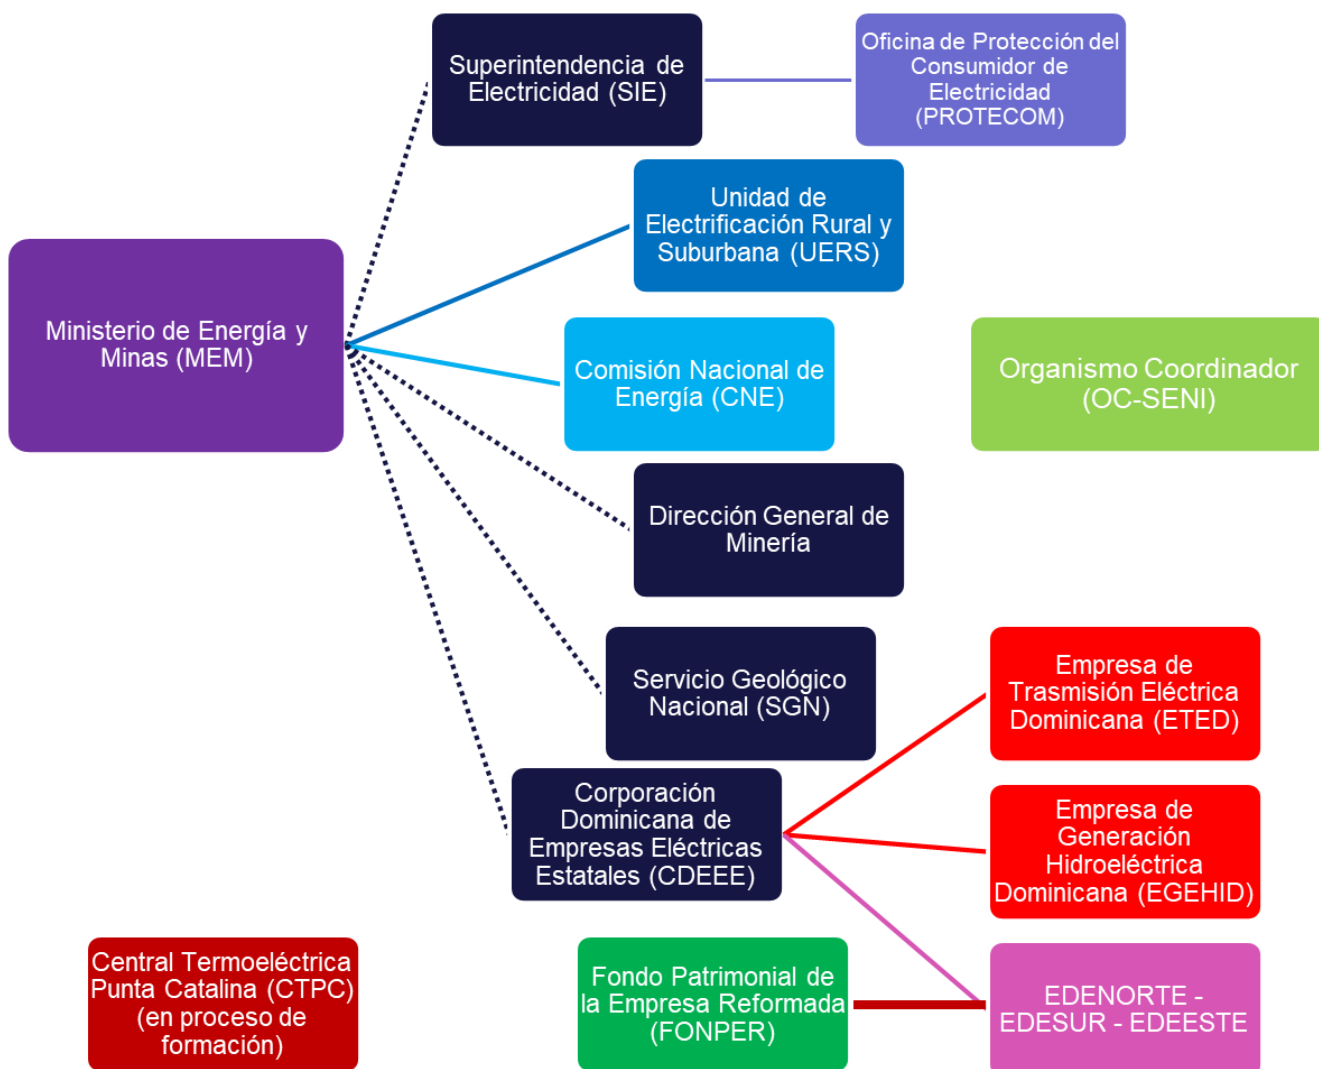 Superintendencia de
Electricidad (SIE)
Oficina de Protección del
Consumidor de
Electricidad
(PROTECOM)
Unidad de
Electrificación Rural y
Suburbana (UERS)
Ministerio de Energía y
Minas (MEM)
Comisión Nacional de
Energía (CNE)
Organismo Coordinador
(OC-SENI)
Dirección General de
Minería
Servicio Geológico
Nacional (SGN)
Empresa de
Trasmisión Eléctrica
Dominicana (ETED)
Corporación
Dominicana de
Empresas Eléctricas
Estatales (CDEEE)
Empresa de
Generación
Hidroeléctrica
Dominicana (EGEHID)
Central Termoeléctrica
Punta Catalina (CTPC)
(en proceso de
formación)
Fondo Patrimonial de
la Empresa Reformada
(FONPER)
EDENORTE -
EDESUR - EDEESTE